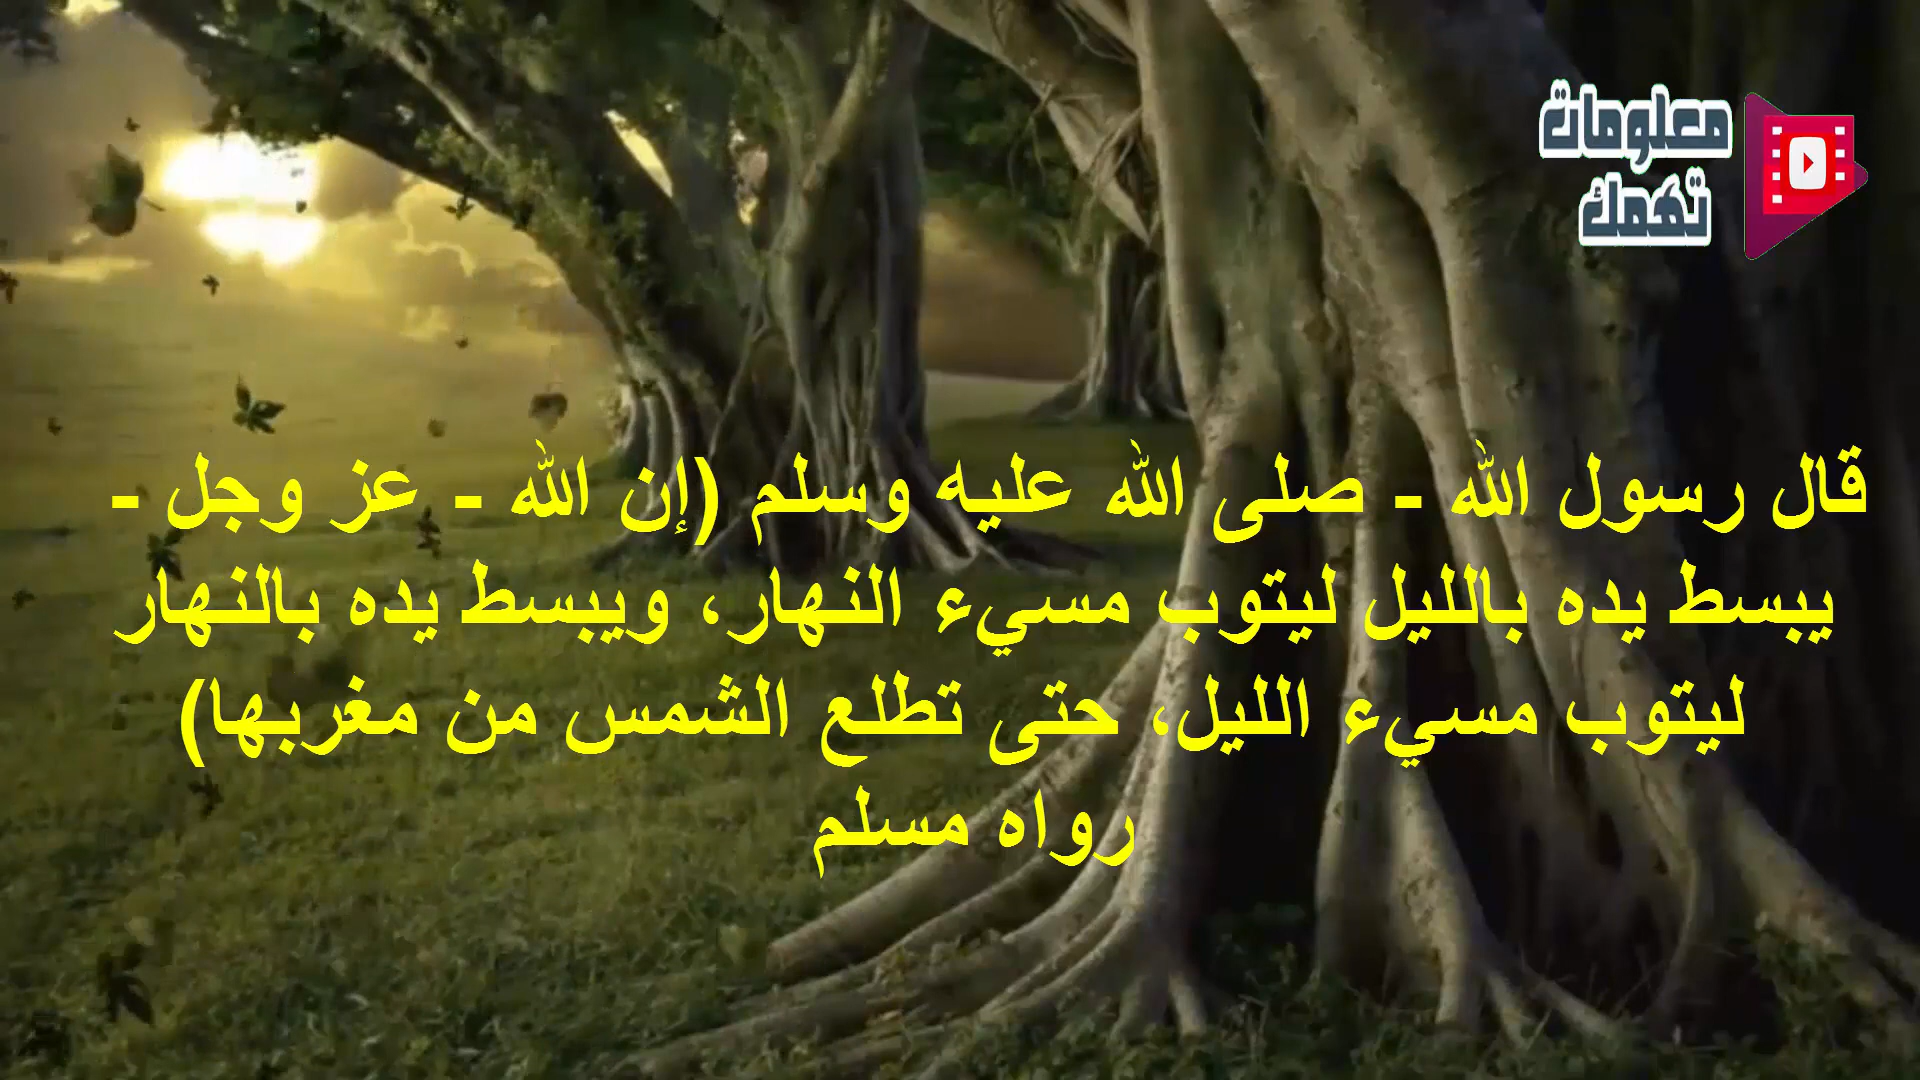 معلومات
تهمك
قال رسول الله - صلى الله عليه وسلم (إن الله - عز وجل -
يبسط يده بالليل ليتوب مسيء النهار، ويبسط يده بالنهار
ليتوب مسيء الليل، حتى تطلع الشمس من مغربها)
رواه مسلم